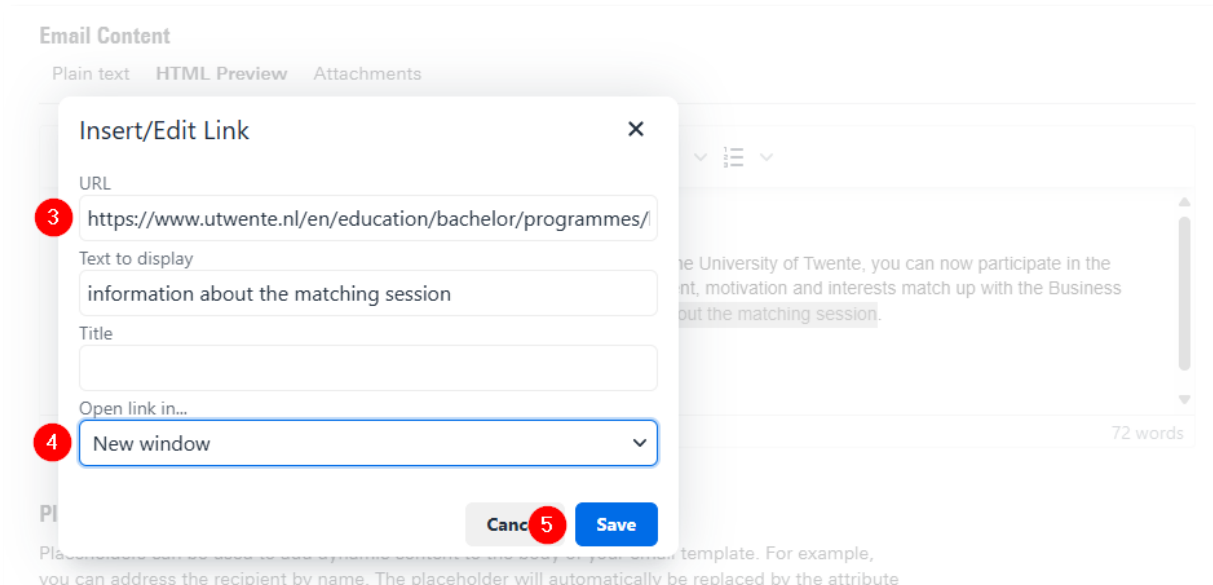 Email Content
Plain text HTML Preview Attachments
Insert/Edit Link
URL
3 https://www.utwente.nl/en/education/bachelor/programmes/
Text to display
information about the matching session
Title
Open link in...
4 New window
5 Save
University of Twente, you can now participate in the
motivation and interests match up with the Business
the matching session.
72 words
Placeholders can be used to add dynamic content to the body of your email template. For example,
you can address the recipient by name. The placeholder will automatically be replaced by the attribute